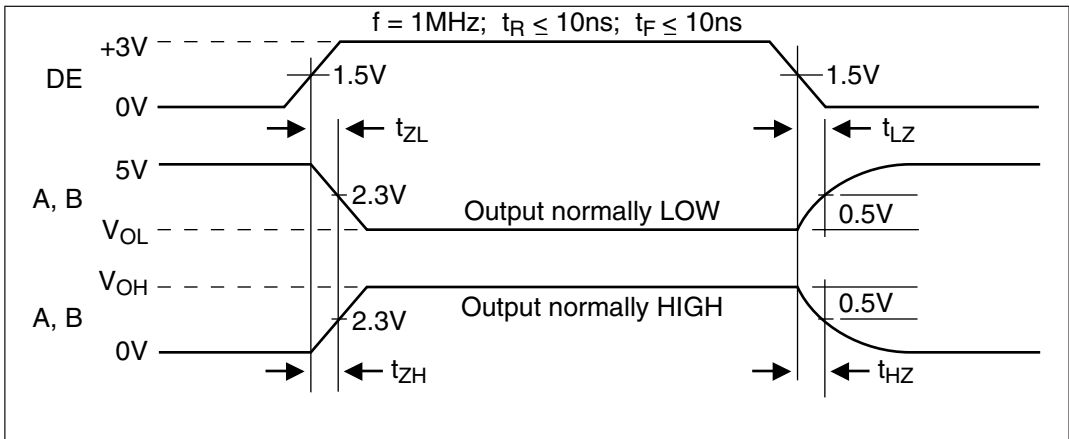 f = 1MHz; tR ≤ 10ns; tF ≤ 10ns
+3V
DE
1.5V
1.5V
0V
tZL
tLZ
5V
A, B
2.3V
Output normally LOW
0.5V
VOL
VOH
A, B
2.3V
Output normally HIGH
0.5V
0V
tZH
tHZ